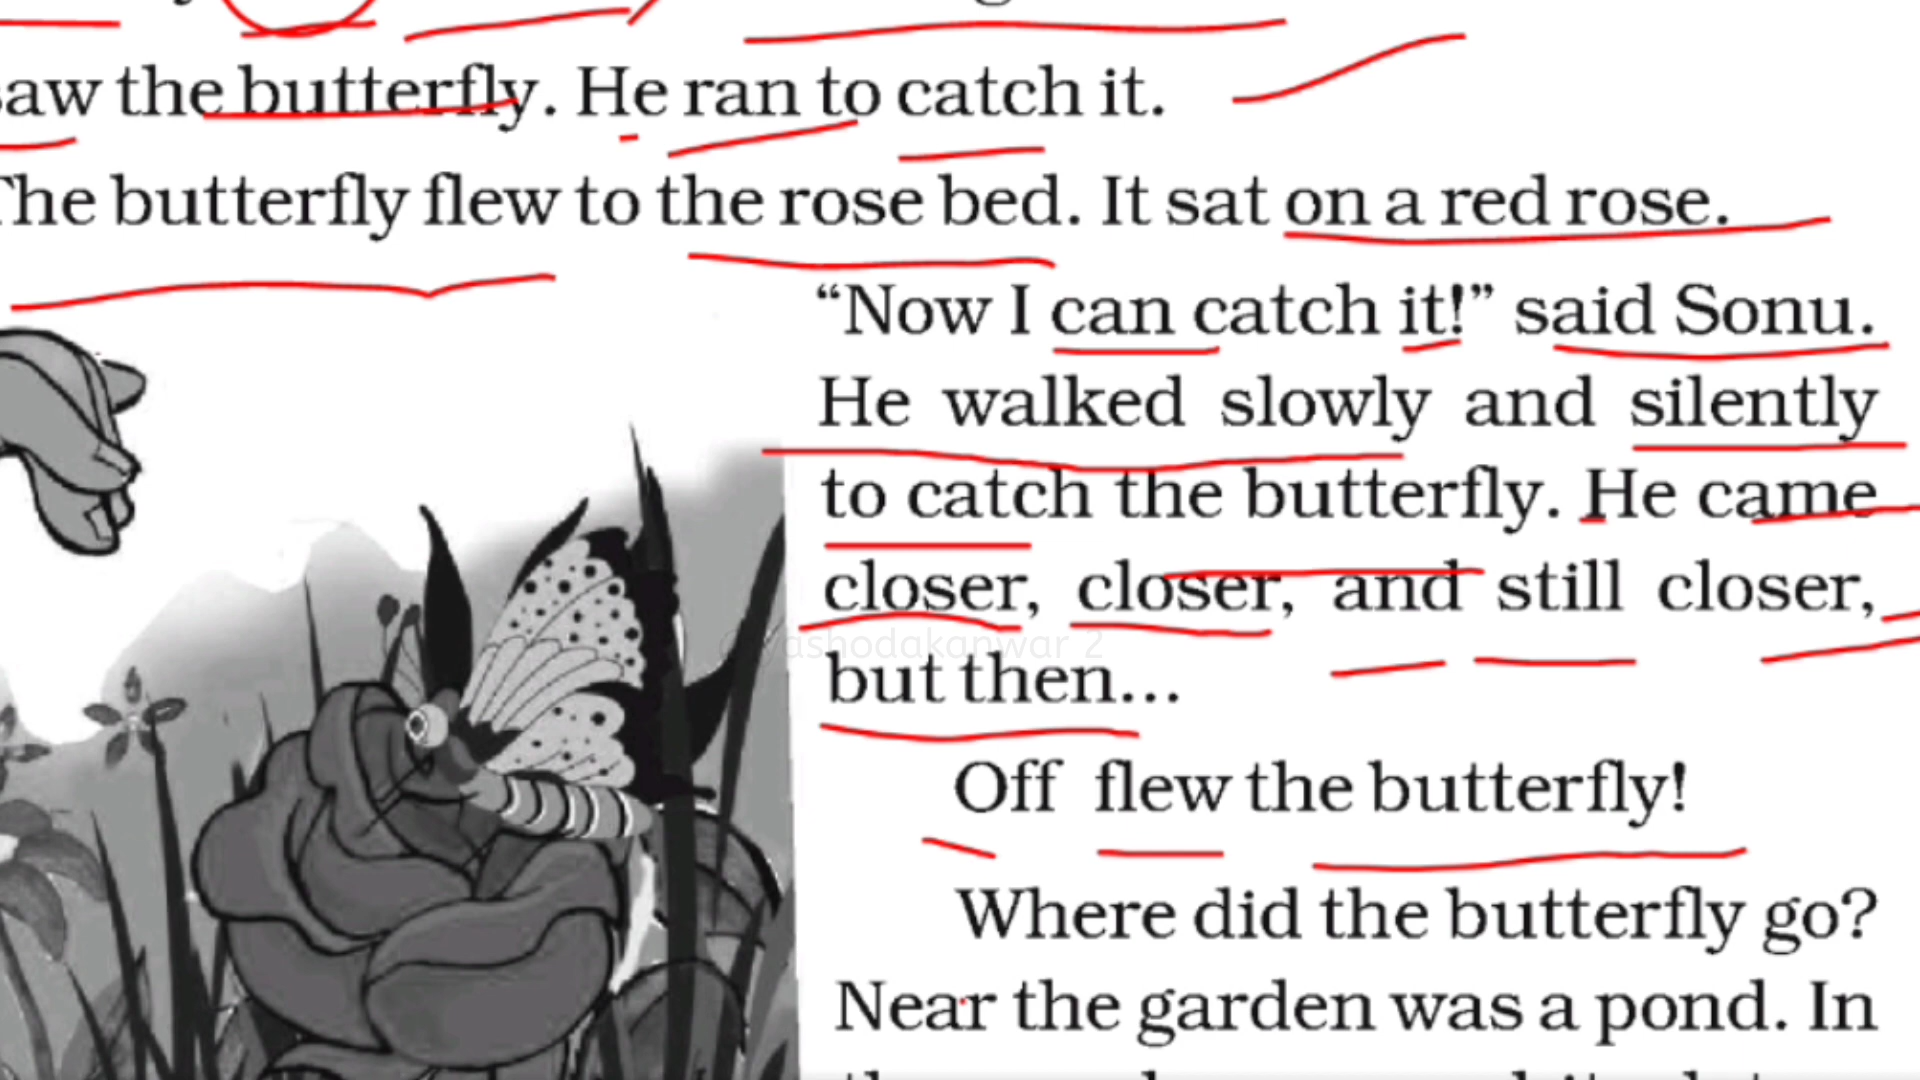 saw the butterfly. He ran to catch it.
The butterfly flew to the rose bed. It sat on a red rose.
“Now I can catch it!” said Sonu.
He walked slowly and silently
to catch the butterfly. He came
closer, closer, and still closer,
but then...
Off flew the butterfly!
Where did the butterfly go?
Near the garden was a pond. In